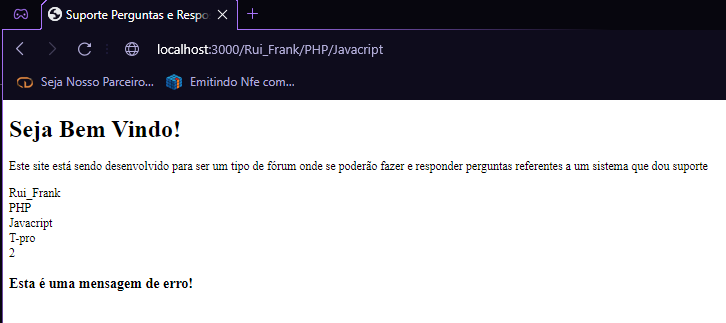 Suporte Perguntas e Respo
localhost:3000/Rui_Frank/PHP/Javacript
Seja Nosso Parceiro... Emitindo Nfe com...
Seja Bem Vindo!
Este site está sendo desenvolvido para ser um tipo de fórum onde se poderão fazer e responder perguntas referentes a um sistema que dou suporte
Rui_Frank
PHP
Javacript
T-pro
2
Esta é uma mensagem de erro!